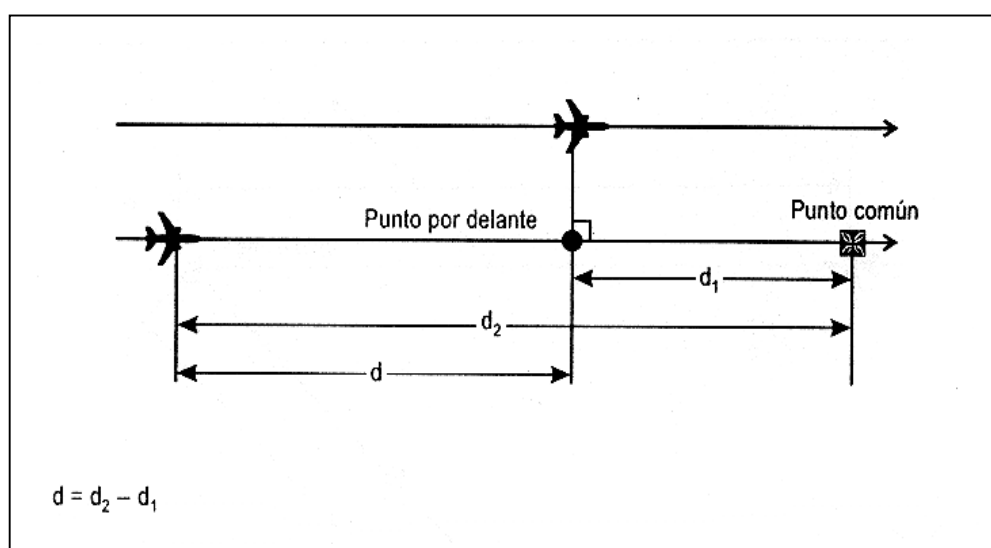 Punto por delante
Punto común
d₁
d₂
d
d = d₂ – d₁